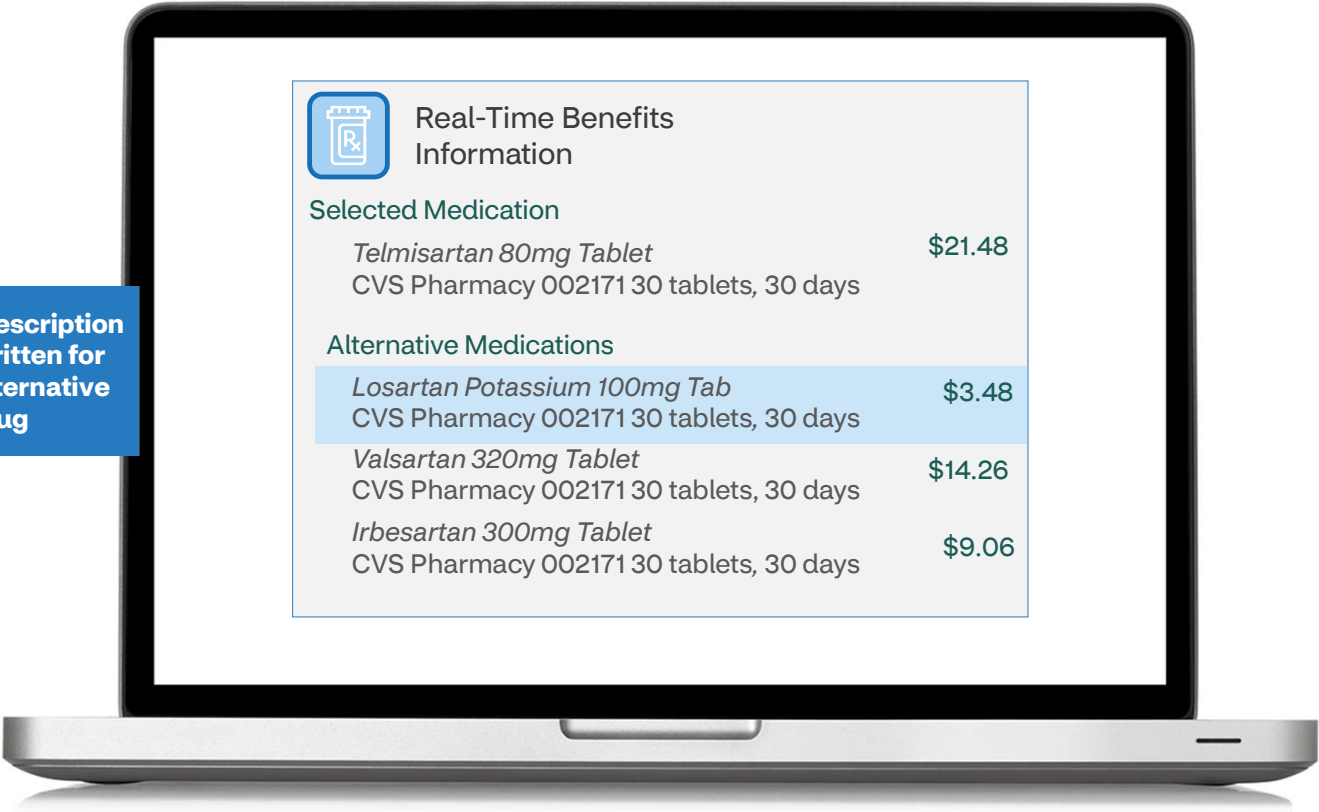 Real-Time Benefits
Information
Selected Medication
Telmisartan 80mg Tablet
$21.48
CVS Pharmacy 002171 30 tablets, 30 days
Alternative Medications
Losartan Potassium 100mg Tab
$3.48
CVS Pharmacy 002171 30 tablets, 30 days
Valsartan 320mg Tablet
$14.26
CVS Pharmacy 002171 30 tablets, 30 days
Irbesartan 300mg Tablet
$9.06
CVS Pharmacy 002171 30 tablets, 30 days
for
Rx